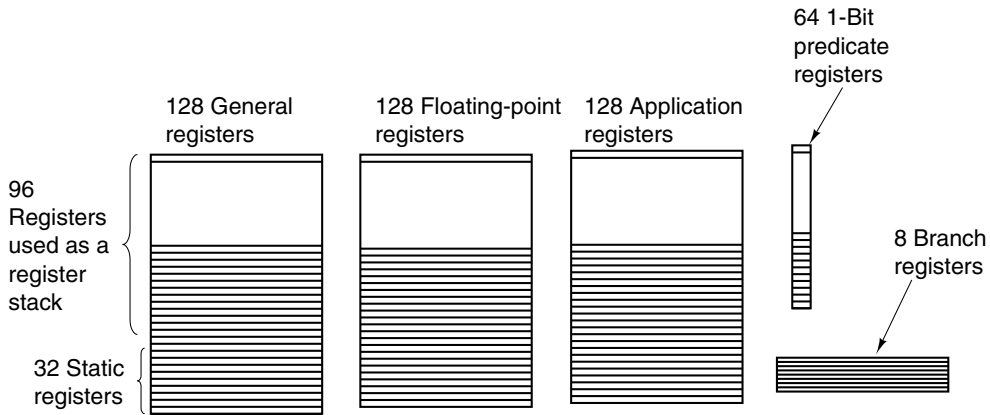 64 1-Bit
predicate
registers
128 General
registers
128 Floating-point
registers
128 Application
registers
96
Registers
used as a
register
stack
8 Branch
registers
32 Static
registers